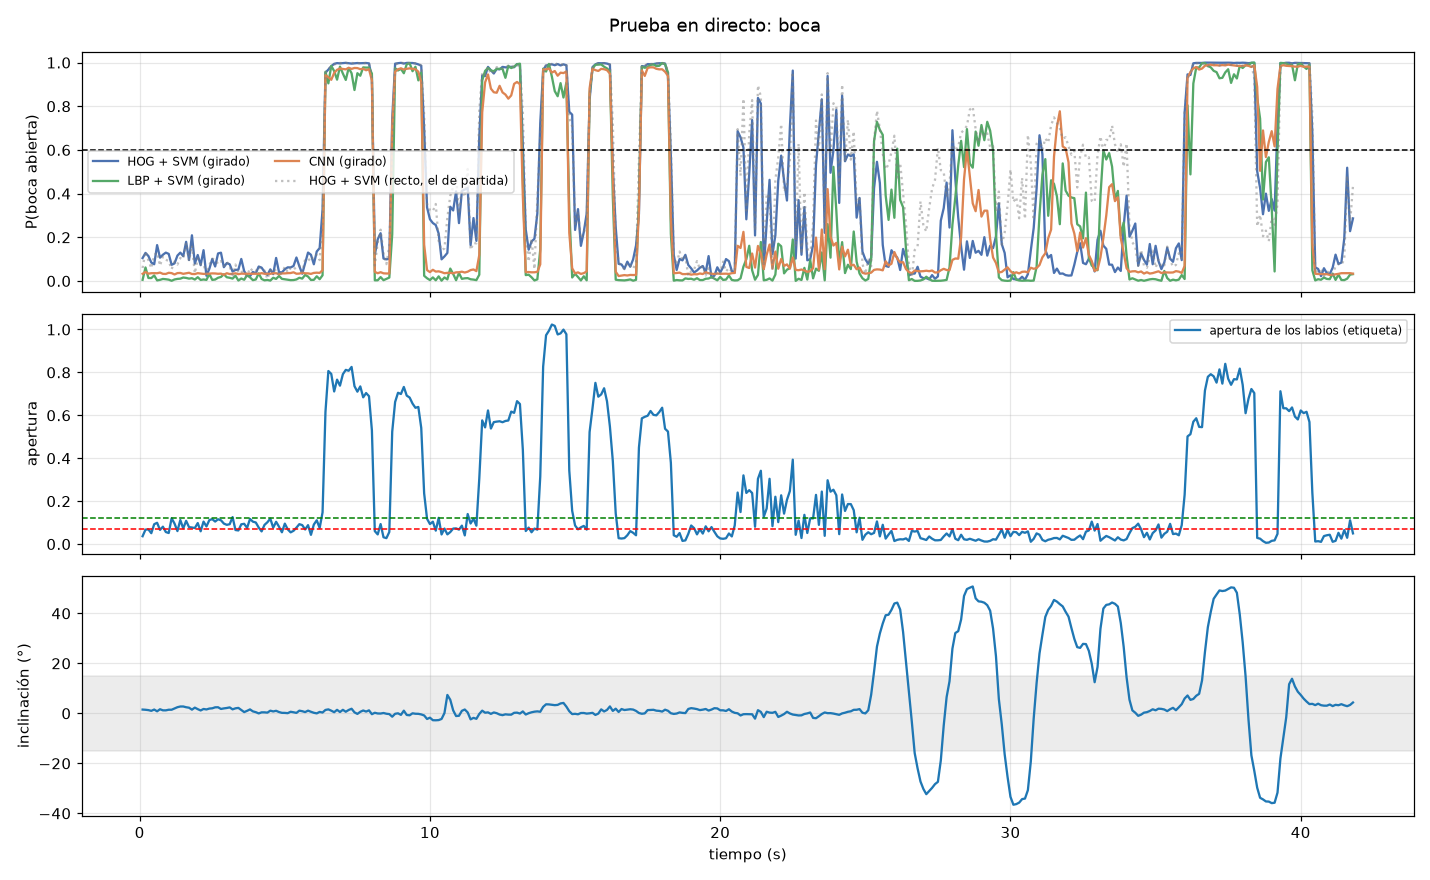 Prueba en directo: boca
P(boca abierta)
1.0
0.8
0.6
0.4
0.2
0.0
HOG + SVM (girado)
LBP + SVM (girado)
CNN (girado)
HOG + SVM (recto, el de partida)
apertura
1.0
0.8
0.6
0.4
0.2
0.0
apertura de los labios (etiqueta)
inclinación (°)
40
20
0
−20
−40
0 10 20 30 40
tiempo (s)